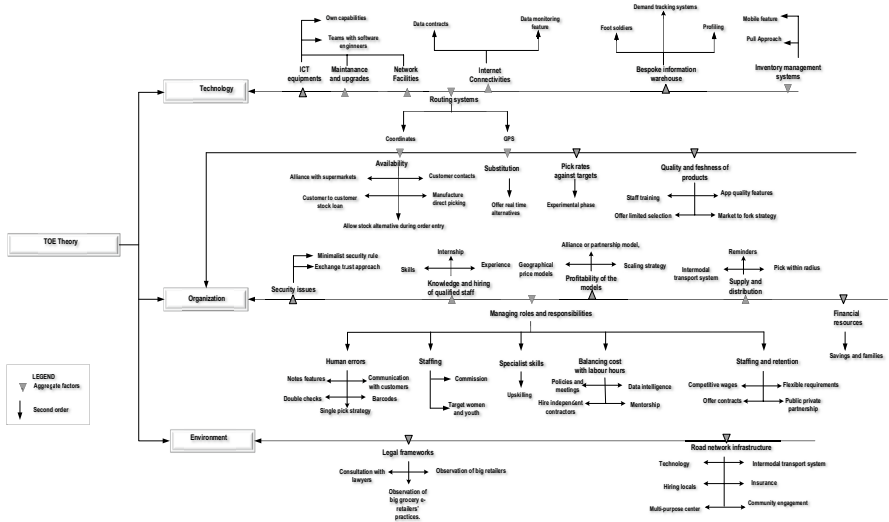 Own capabilities
Teams with software
engineers
ICT
equipments
Maintanance
and upgrades
Network
Facilities
Data contracts
Data monitoring
feature
Internet
Connectivities
Demand tracking systems
Foot soldiers
Profiling
Bespoke information
warehouse
Mobile feature
Pull Approach
Inventory management
systems
Technology
Routing systems
Coordinates
GPS
Availability
Alliance with supermarkets
Customer contacts
Customer to customer
stock loan
Manufacture
direct picking
Allow stock alternative during order entry
Substitution
Offer real time
alternatives
Pick rates
against targets
Experimental phase
Quality and feshness of
products
Staff training
App quality features
Offer limited selection
Market to fork strategy
TOE Theory
Minimalist security rule
Exchange trust approach
Security issues
Internship
Skills
Experience
Knowledge and hiring
of qualified staff
Alliance or partnership model,
Geographical
price models
Scaling strategy
Profitability of the
models
Reminders
Intermodal
transport system
Pick within radius
Supply and
distribution
Organization
Managing roles and responsibilities
Financial
resources
Savings and families
Human errors
Notes features
Communication
with customers
Double checks
Barcodes
Single pick strategy
Staffing
Commission
Target women
and youth
Specialist skills
Upskilling
Balancing cost
with labour hours
Policies and
meetings
Data intelligence
Hire independent
contractors
Mentorship
Staffing and retention
Competitive wages
Flexible requirements
Offer contracts
Public private
partnership
LEGEND
Aggregate factors
Second order
Environment
Legal frameworks
Consultation with
lawyers
Observation of big retailers
Observation of
big grocery e-
retailers'
practices.
Road network infrastructure
Technology
Intermodal transport system
Hiring locals
Insurance
Multi-purpose center
Community engagement